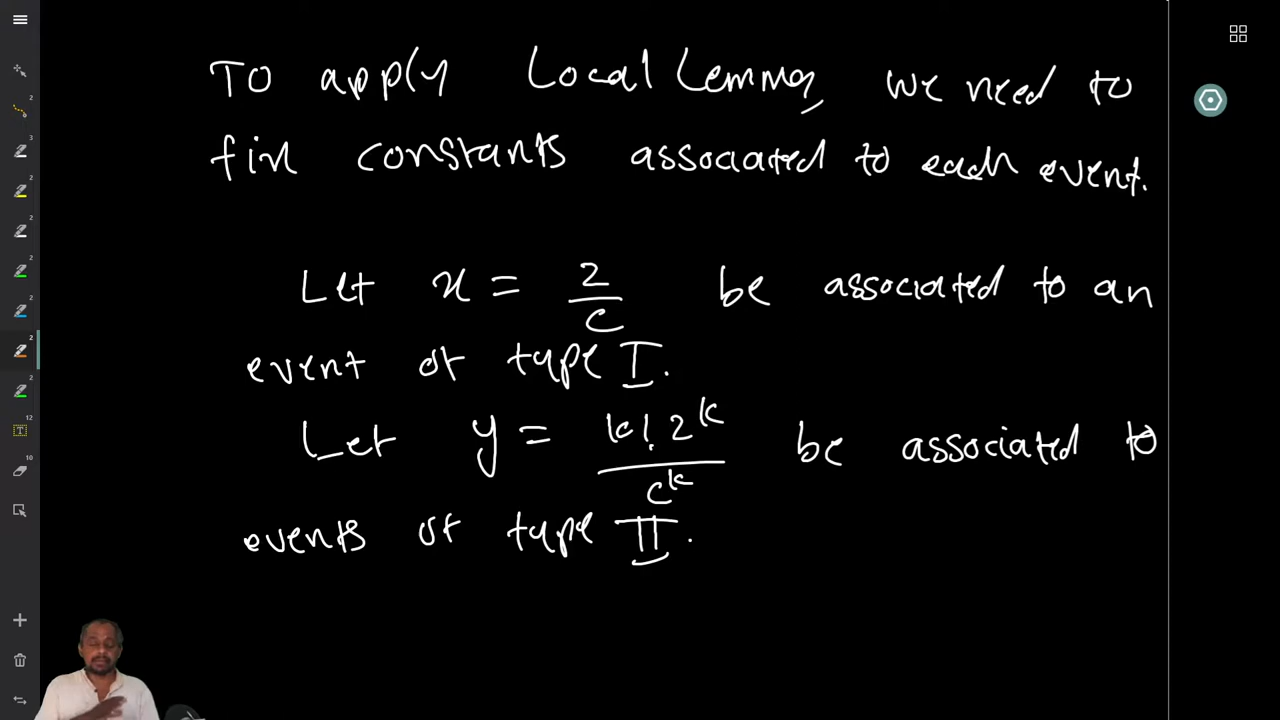 To apply Local Lemma, we need to
fix constants associated to each event.
Let x = 2/c be associated to an
event of type I.
Let y = k! 2^k / c^k be associated to
events of type II.